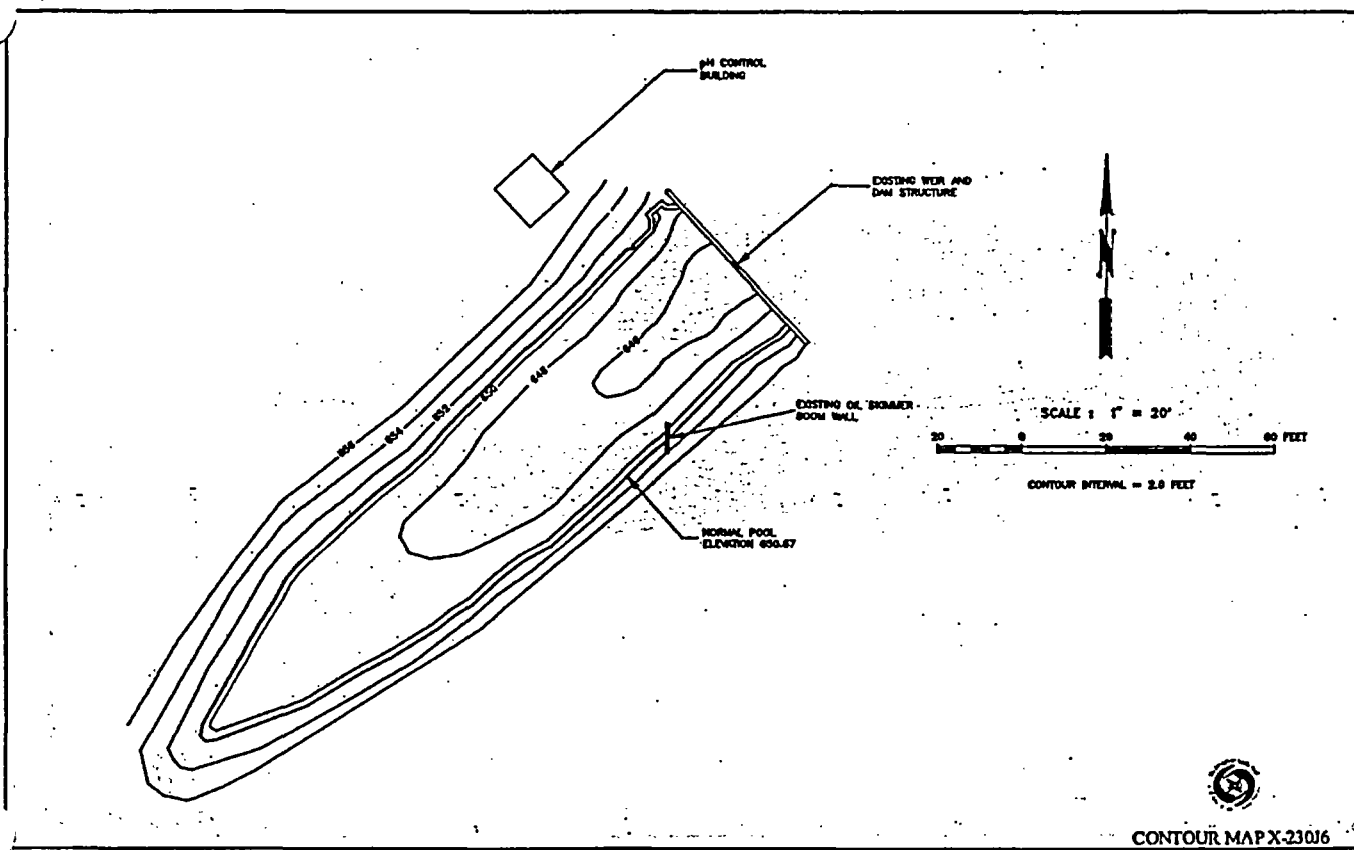 pH CONTROL
BUILDING
EXISTING WEIR AND
DAM STRUCTURE
N
646
EXISTING OIL SKIMMER
BOOM WALL
648
650
652
654
656
SCALE : 1" = 20'
20 0 20 40 60 FEET
CONTOUR INTERVAL = 2.0 FEET
NORMAL POOL
ELEVATION 650.67
CONTOUR MAP X-230J6